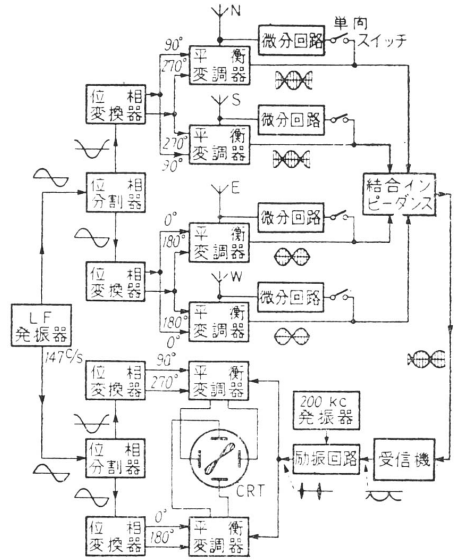 N
90°
270°
平衡
変調器
微分回路
単向
スイッチ
位相
変換器
S
270°
90°
平衡
変調器
微分回路
位相
分割器
結合イン
ピーダンス
E
0°
180°
平衡
変調器
微分回路
位相
変換器
W
180°
0°
平衡
変調器
微分回路
LF
発振器
147c/s
位相
変換器
90°
270°
平衡
変調器
200kc
発振器
位相
分割器
CRT
励振回路
受信機
位相
変換器
0°
180°
平衡
変調器